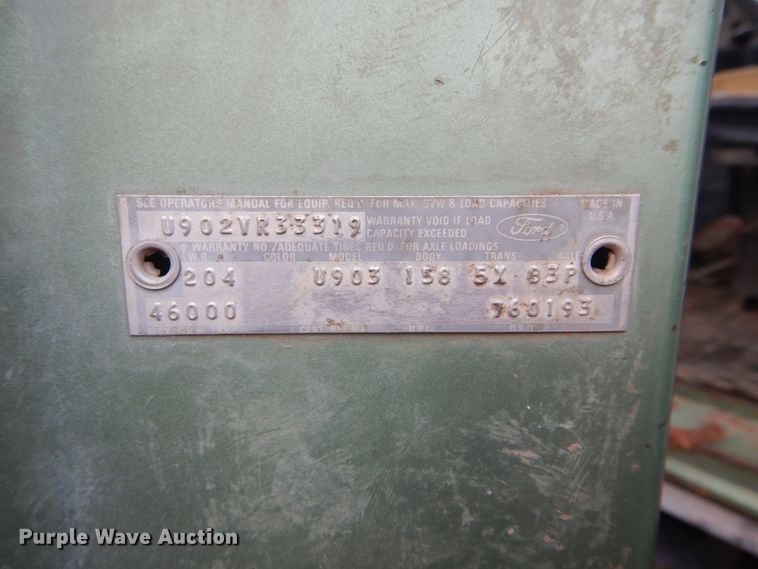 SEE OPERATORS MANUAL FOR EQUIP. REQ'D. FOR MAX. GVW & LOAD CAPACITIES MADE IN U.S.A.
U902VR33319 WARRANTY VOID IF LOAD CAPACITY EXCEEDED Ford
↑ WARRANTY NO./ADEQUATE TIRES REQ'D. FOR AXLE LOADINGS
W.B. COLOR MODEL BODY TRANS AXLE
204 U903 158 5X 83P
46000 760193
R.P.M. D.S.O.
Purple Wave Auction